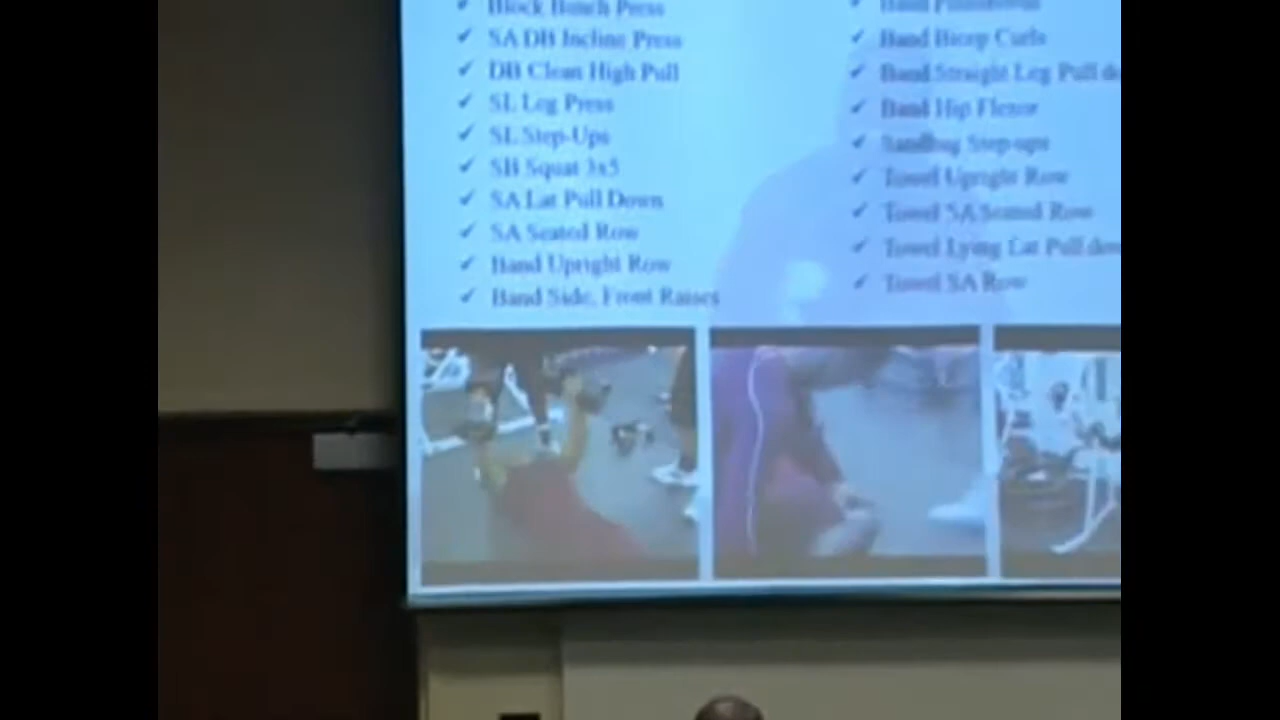 Block Bench Press
SA DB Incline Press
DB Clean High Pull
SL Leg Press
SL Step-Ups
SB Squat 3x5
SA Lat Pull Down
SA Seated Row
Band Upright Row
Band Side, Front Raises
Band
Band Bicep Curls
Band Straight Leg Pull do
Band Hip Flexor
Sandbag Step-ups
Towel Upright Row
Towel SA Seated Row
Towel Lying Lat Pull dow
Towel SA Row